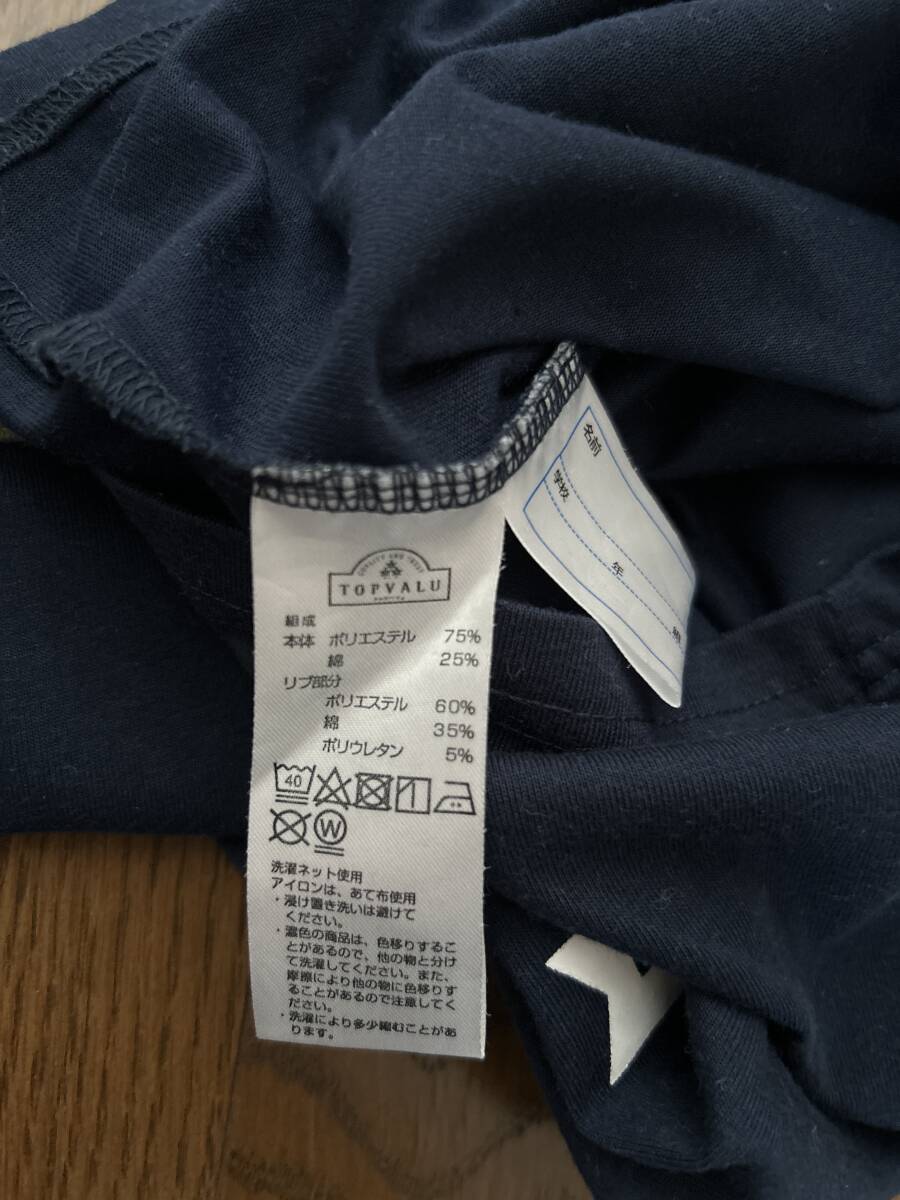 QUALITY AND TRUST
TOPVALU
組成
本体 ポリエステル 75%
綿 25%
リブ部分
ポリエステル 60%
綿 35%
ポリウレタン 5%
40
W
洗濯ネット使用
アイロンは、あて布使用
・浸け置き洗いは避けて
ください。
・濃色の商品は、色移りするこ
とがあるので、他の物と分け
て洗濯してください。また、
摩擦により他の物に色移りす
ることがあるので注意してく
ださい。
・洗濯により多少縮むことがあ
ります。
名前
学校
年